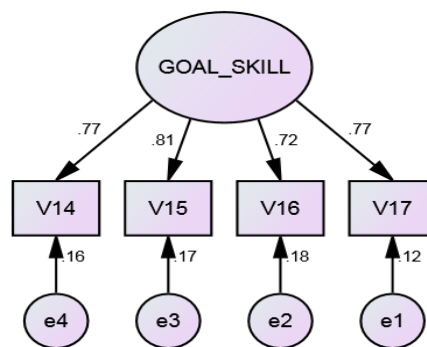 GOAL_SKILL
.77 .81 .72 .77
V14 V15 V16 V17
.16 .17 .18 .12
e4 e3 e2 e1